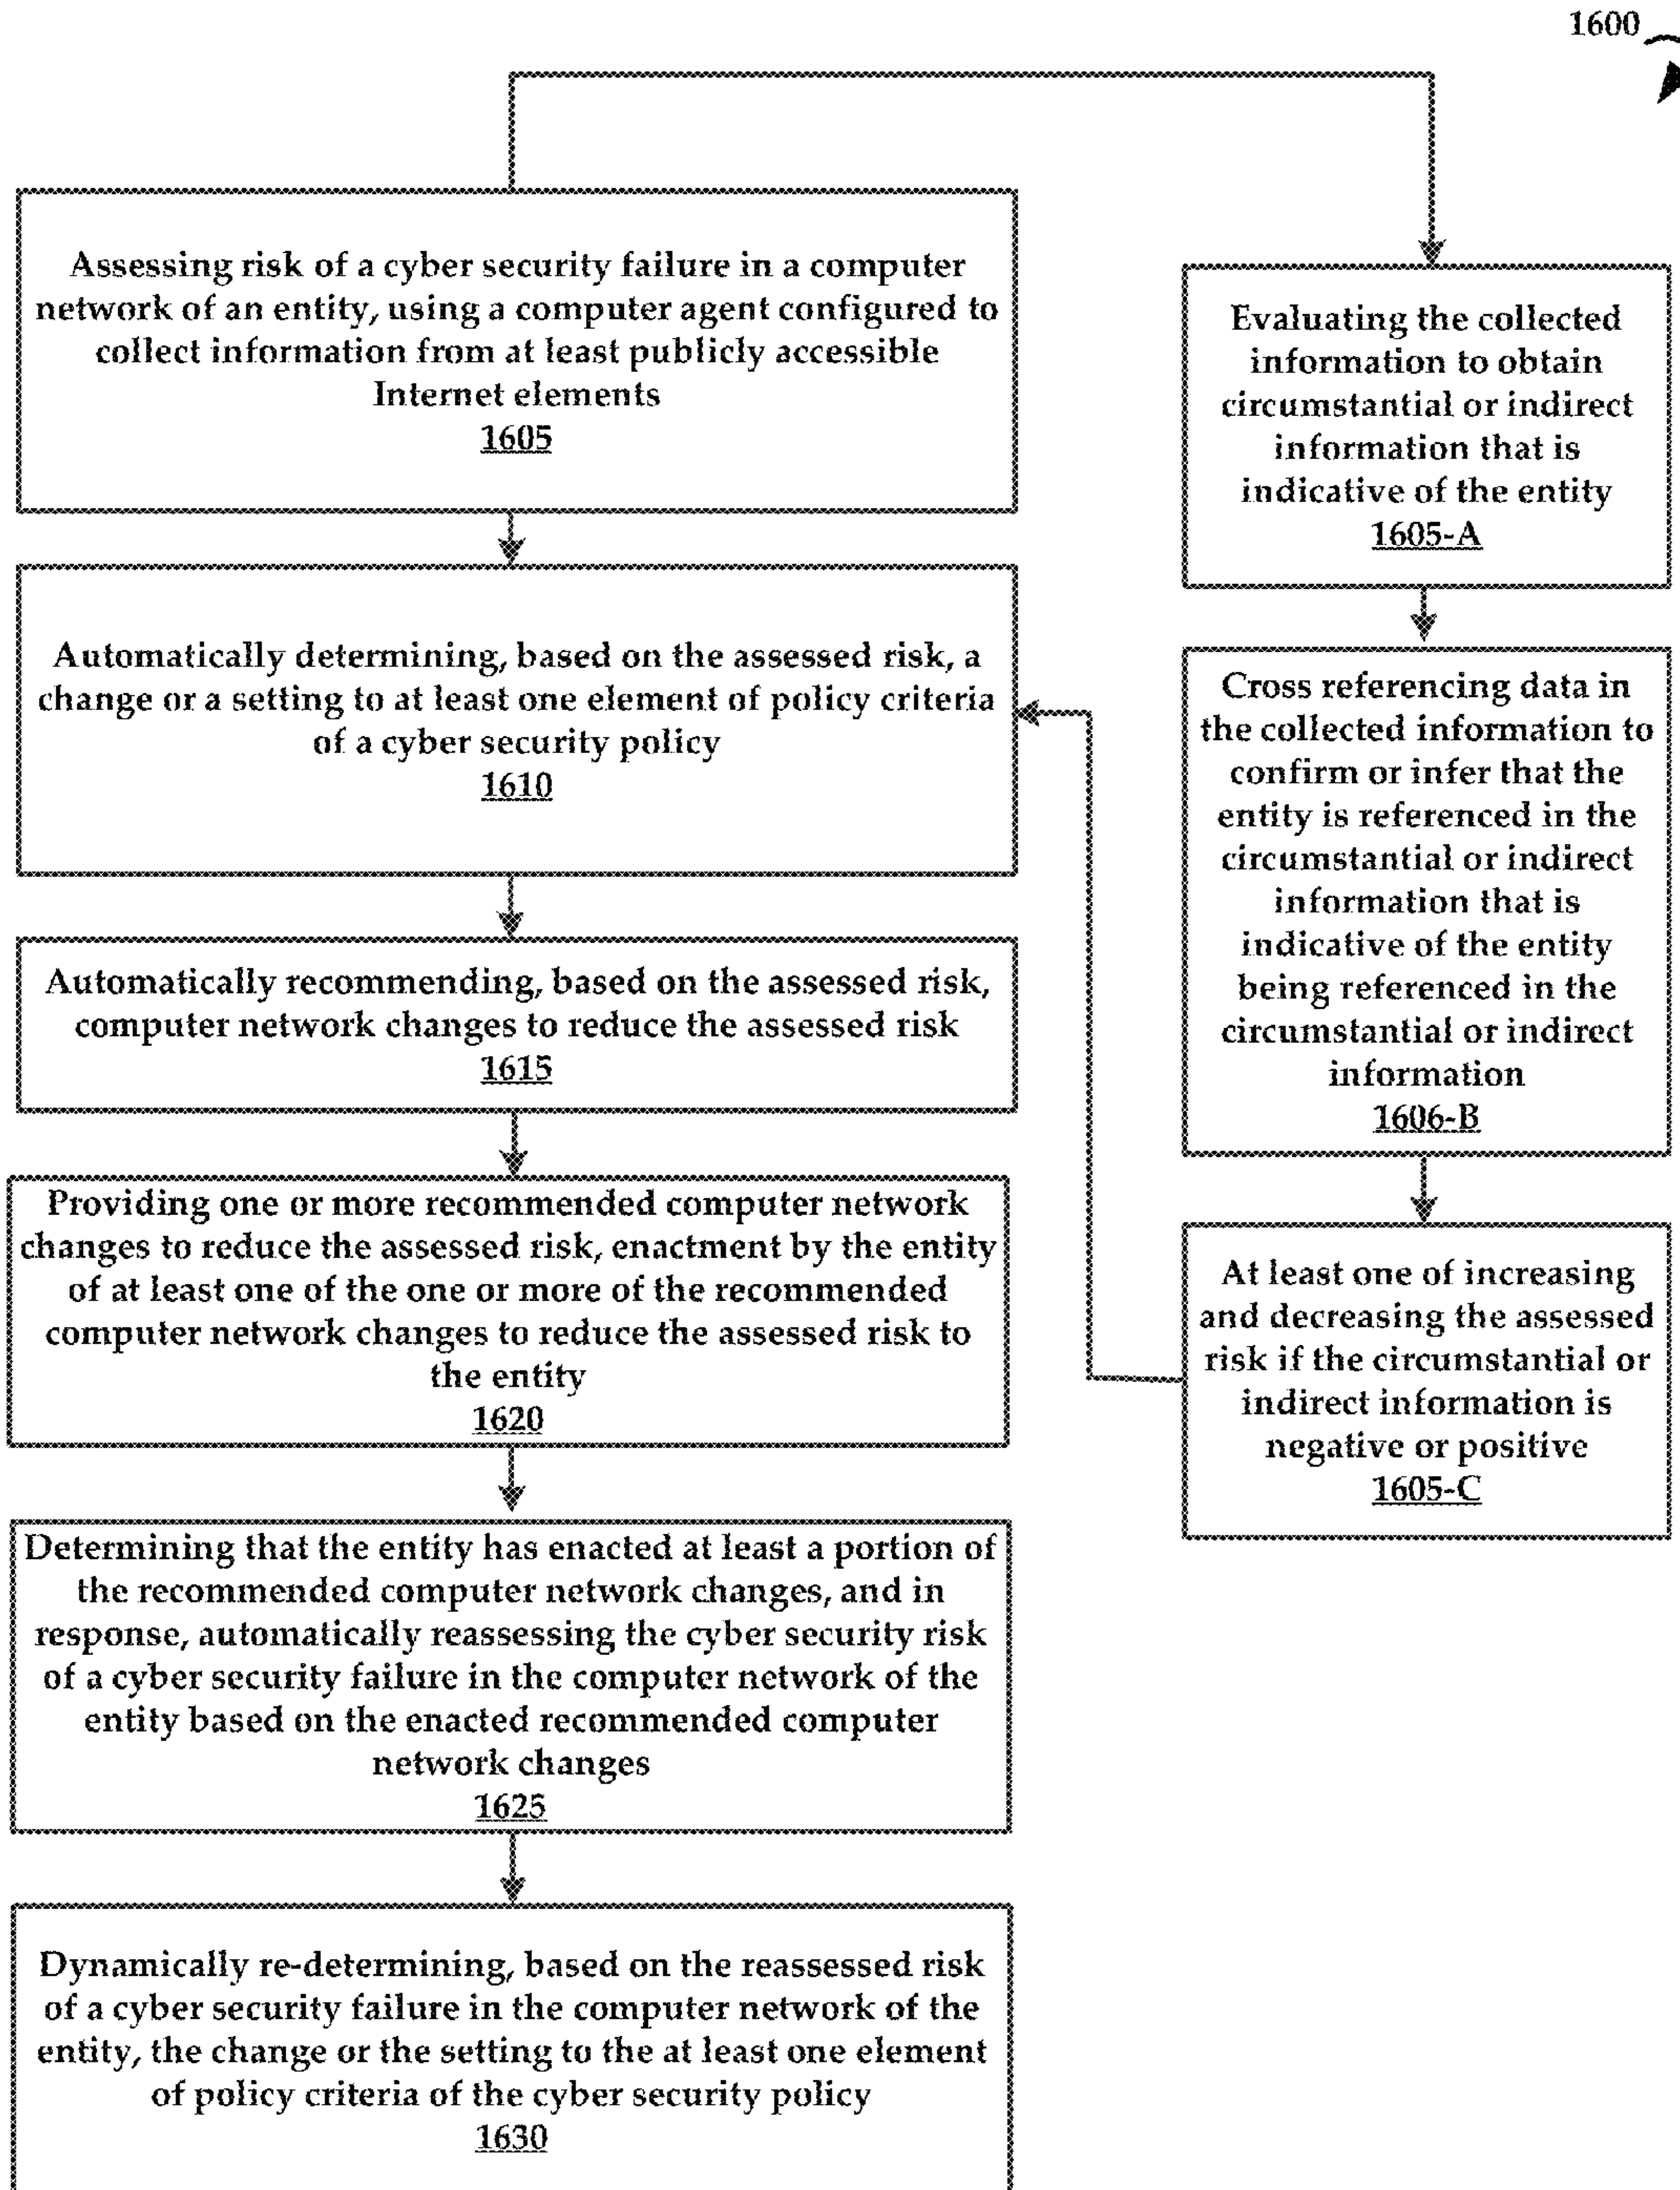 1600
Assessing risk of a cyber security failure in a computer
network of an entity, using a computer agent configured to
collect information from at least publicly accessible
Internet elements
1605
Automatically determining, based on the assessed risk, a
change or a setting to at least one element of policy criteria
of a cyber security policy
1610
Automatically recommending, based on the assessed risk,
computer network changes to reduce the assessed risk
1615
Providing one or more recommended computer network
changes to reduce the assessed risk, enactment by the entity
of at least one of the one or more of the recommended
computer network changes to reduce the assessed risk to
the entity
1620
Determining that the entity has enacted at least a portion of
the recommended computer network changes, and in
response, automatically reassessing the cyber security risk
of a cyber security failure in the computer network of the
entity based on the enacted recommended computer
network changes
1625
Dynamically re-determining, based on the reassessed risk
of a cyber security failure in the computer network of the
entity, the change or the setting to the at least one element
of policy criteria of the cyber security policy
1630
Evaluating the collected
information to obtain
circumstantial or indirect
information that is
indicative of the entity
1605-A
Cross referencing data in
the collected information to
confirm or infer that the
entity is referenced in the
circumstantial or indirect
information that is
indicative of the entity
being referenced in the
circumstantial or indirect
information
1606-B
At least one of increasing
and decreasing the assessed
risk if the circumstantial or
indirect information is
negative or positive
1605-C